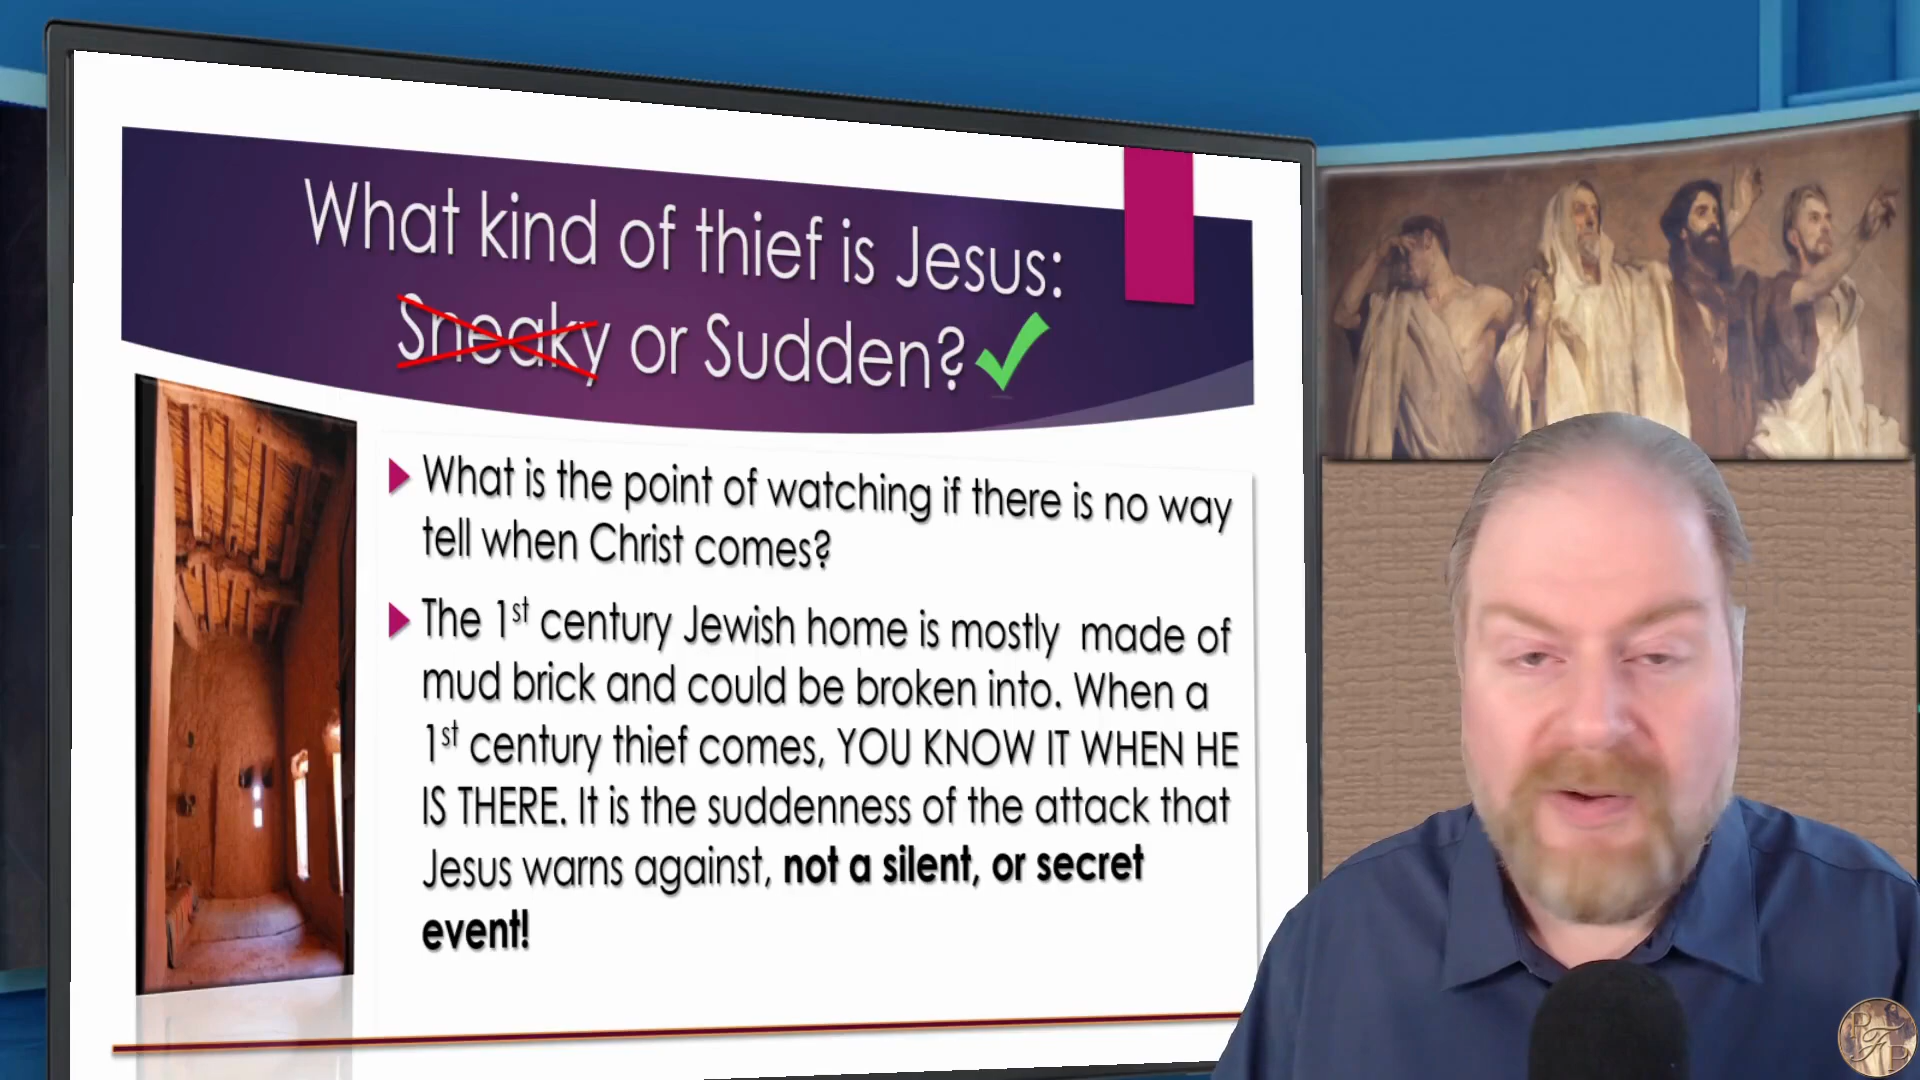 What kind of thief is Jesus:
Sneaky or Sudden?
What is the point of watching if there is no way
tell when Christ comes?
The 1st century Jewish home is mostly made of
mud brick and could be broken into. When a
1st century thief comes, YOU KNOW IT WHEN HE
IS THERE. It is the suddenness of the attack that
Jesus warns against, not a silent, or secret
event!
P F P